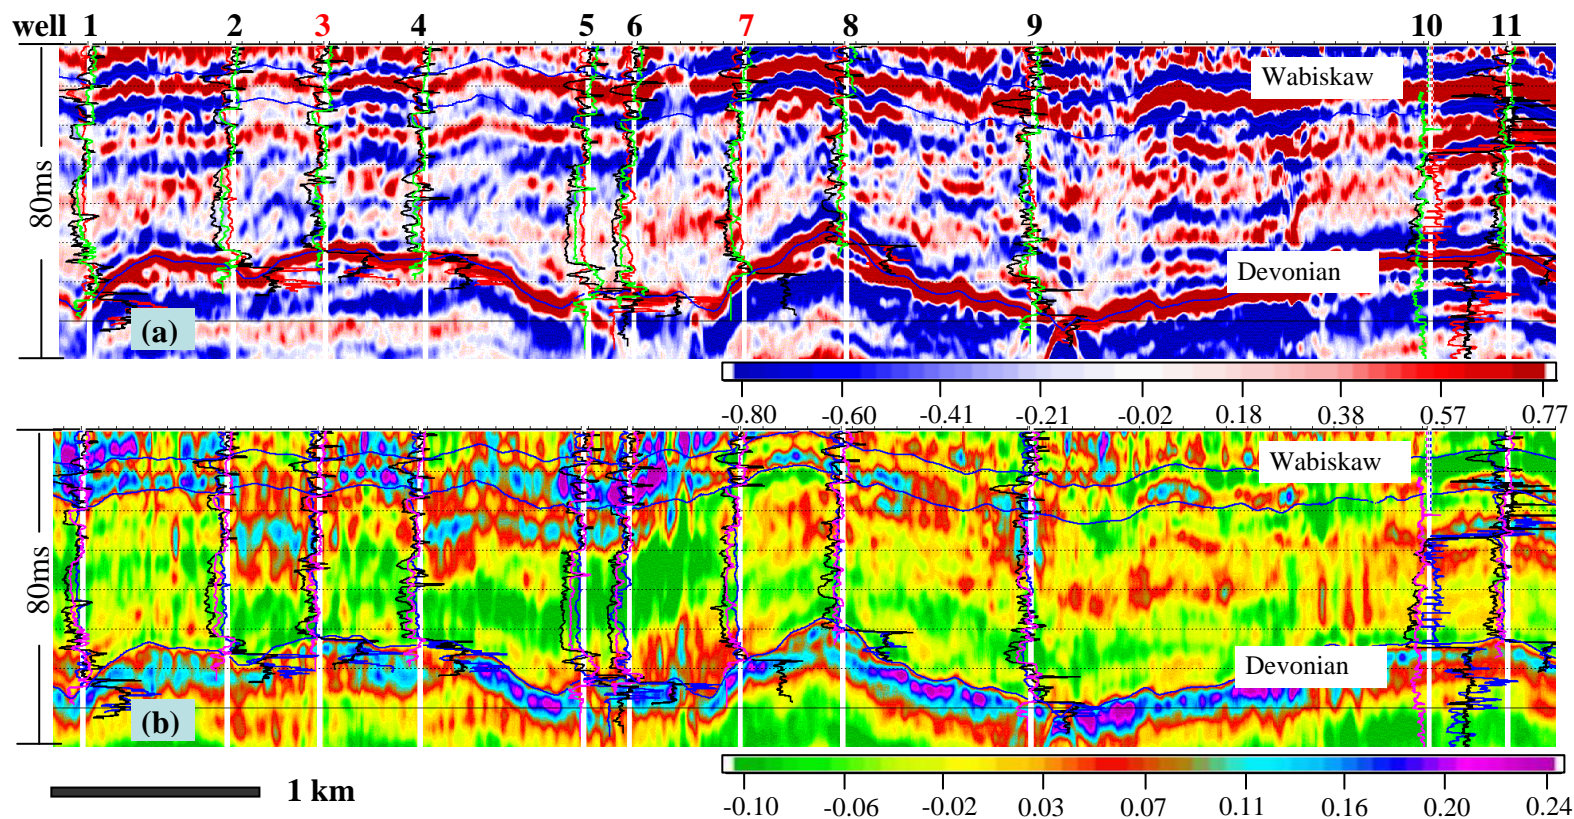 well 1 2 3 4 5 6 7 8 9 10 11
Wabiskaw
80ms
Devonian
(a)
-0.80 -0.60 -0.41 -0.21 -0.02 0.18 0.38 0.57 0.77
Wabiskaw
80ms
Devonian
(b)
1 km
-0.10 -0.06 -0.02 0.03 0.07 0.11 0.16 0.20 0.24